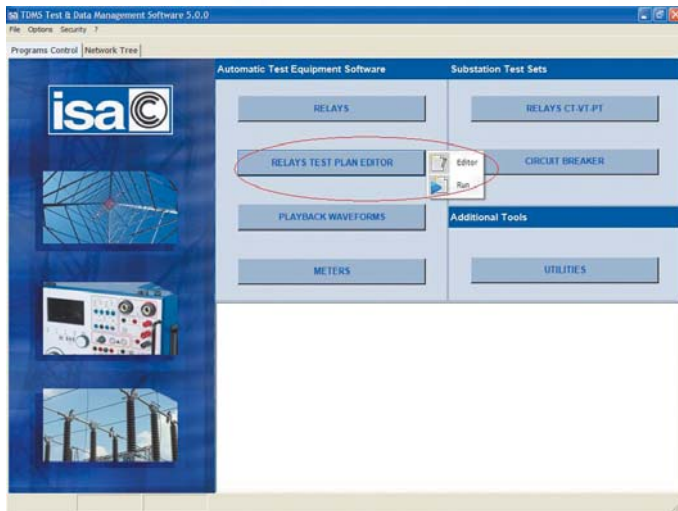 TDMS Test & Data Management Software 5.0.0
File Options Security ?
Programs Control Network Tree
Automatic Test Equipment Software
Substation Test Sets
isa
RELAYS
RELAYS CT-VT-PT
RELAYS TEST PLAN EDITOR
Editor
Run
CIRCUIT BREAKER
PLAYBACK WAVEFORMS
Additional Tools
METERS
UTILITIES